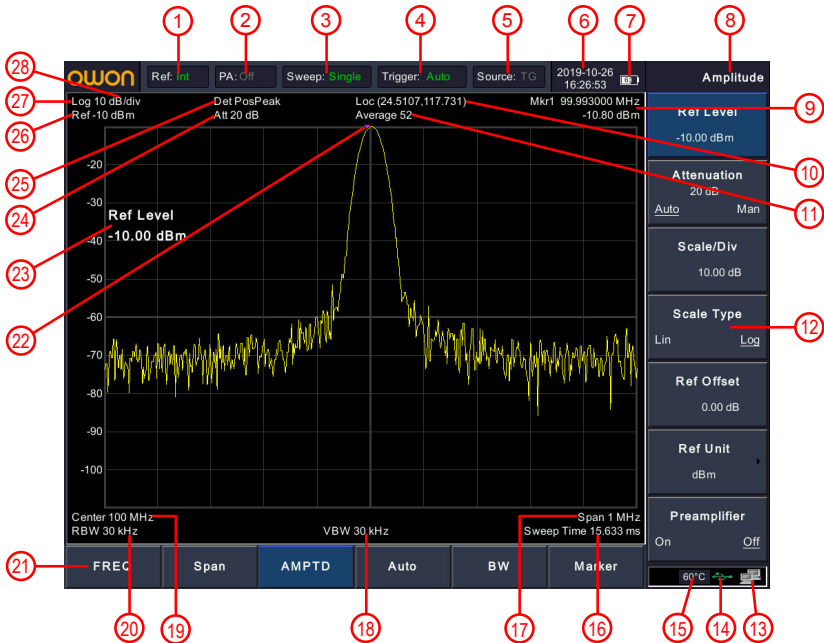 1
2
3
4
5
6
7
8
28
owon
Ref: Int
PA: Off
Sweep: Single
Trigger: Auto
Source: TG
2019-10-26
16:26:53
Amplitude
27
Log 10 dB/div
Det PosPeak
Loc (24.5107,117.731)
Mkr1 99.993000 MHz
9
26
Ref -10 dBm
Att 20 dB
Average 52
-10.80 dBm
Ref Level
-10.00 dBm
10
25
-20
Attenuation
20 dB
Auto
Man
11
24
-30
Ref Level
-10.00 dBm
23
-40
Scale/Div
10.00 dB
-50
22
-60
Scale Type
Lin
Log
12
-70
-80
Ref Offset
0.00 dB
-90
-100
Ref Unit
dBm
Center 100 MHz
Span 1 MHz
RBW 30 kHz
VBW 30 kHz
Sweep Time 15.633 ms
Preamplifier
On
Off
21
FREQ
Span
AMPTD
Auto
BW
Marker
60°C
20
19
18
17
16
15
14
13